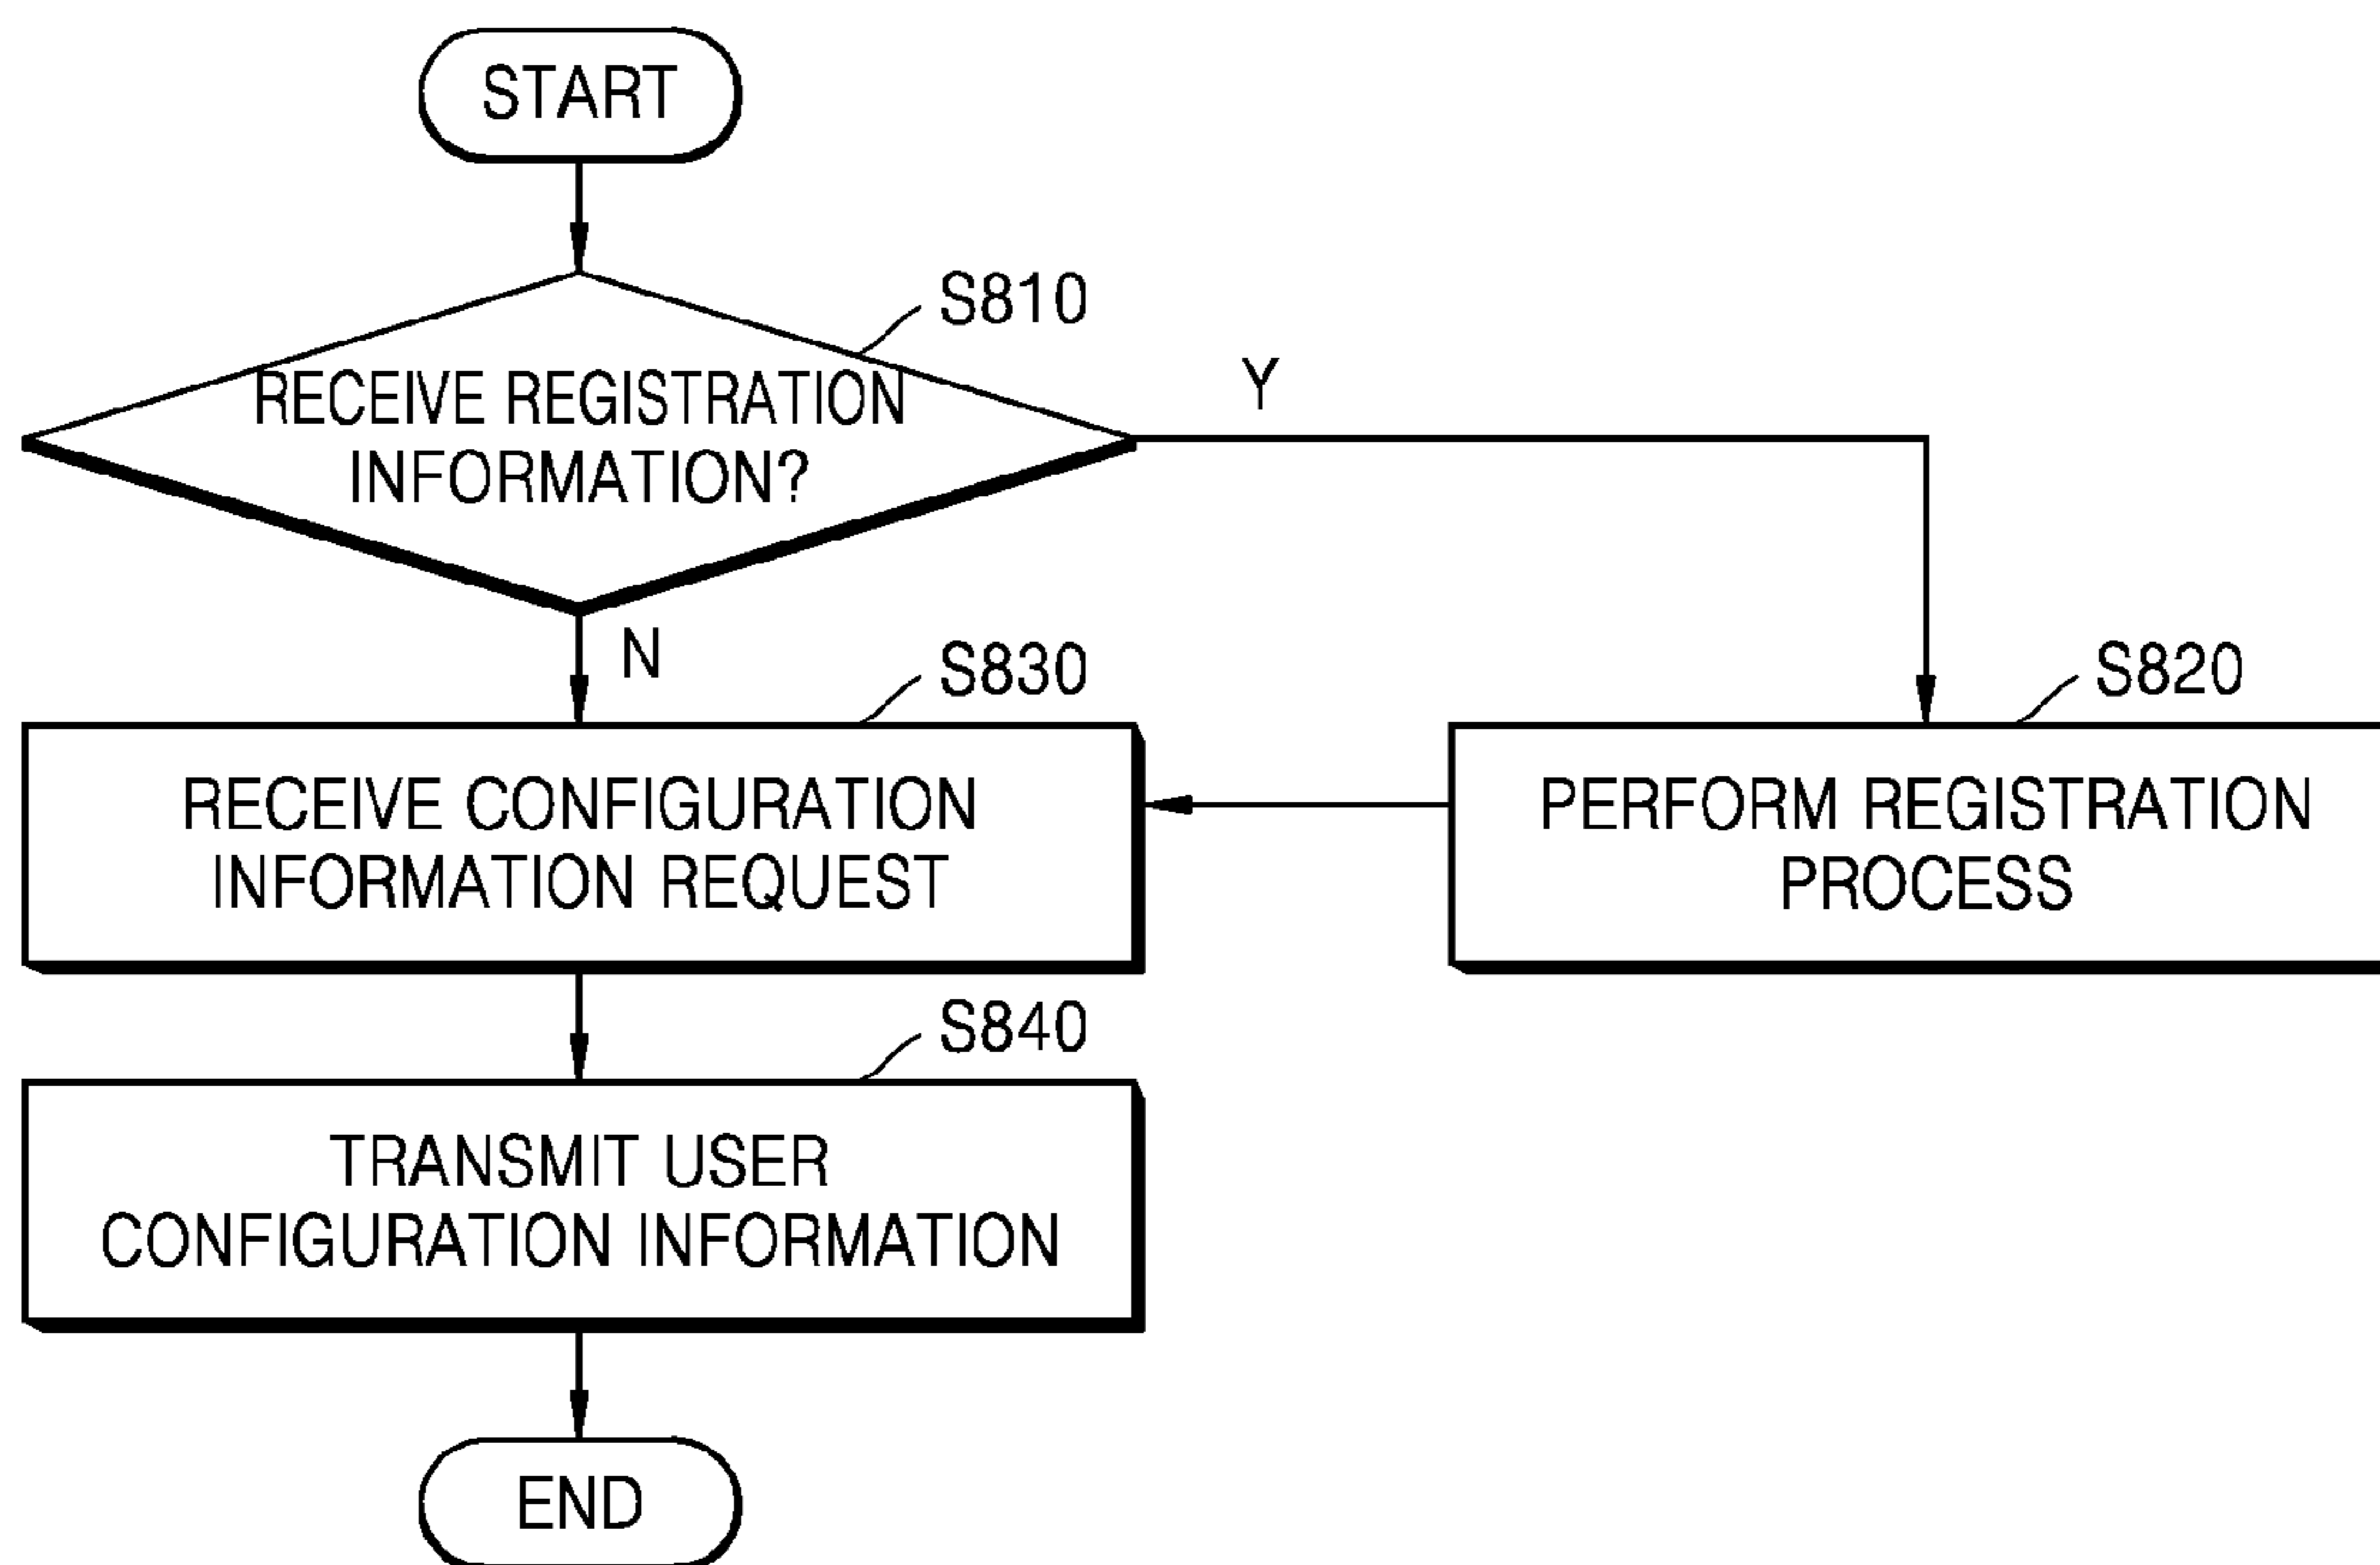 START
S810
RECEIVE REGISTRATION
INFORMATION?
Y
N
S830
S820
RECEIVE CONFIGURATION
INFORMATION REQUEST
PERFORM REGISTRATION
PROCESS
S840
TRANSMIT USER
CONFIGURATION INFORMATION
END